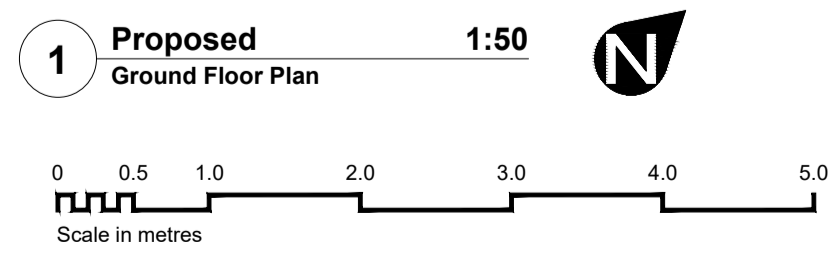 1 Proposed 1:50
Ground Floor Plan
N
0 0.5 1.0 2.0 3.0 4.0 5.0
Scale in metres